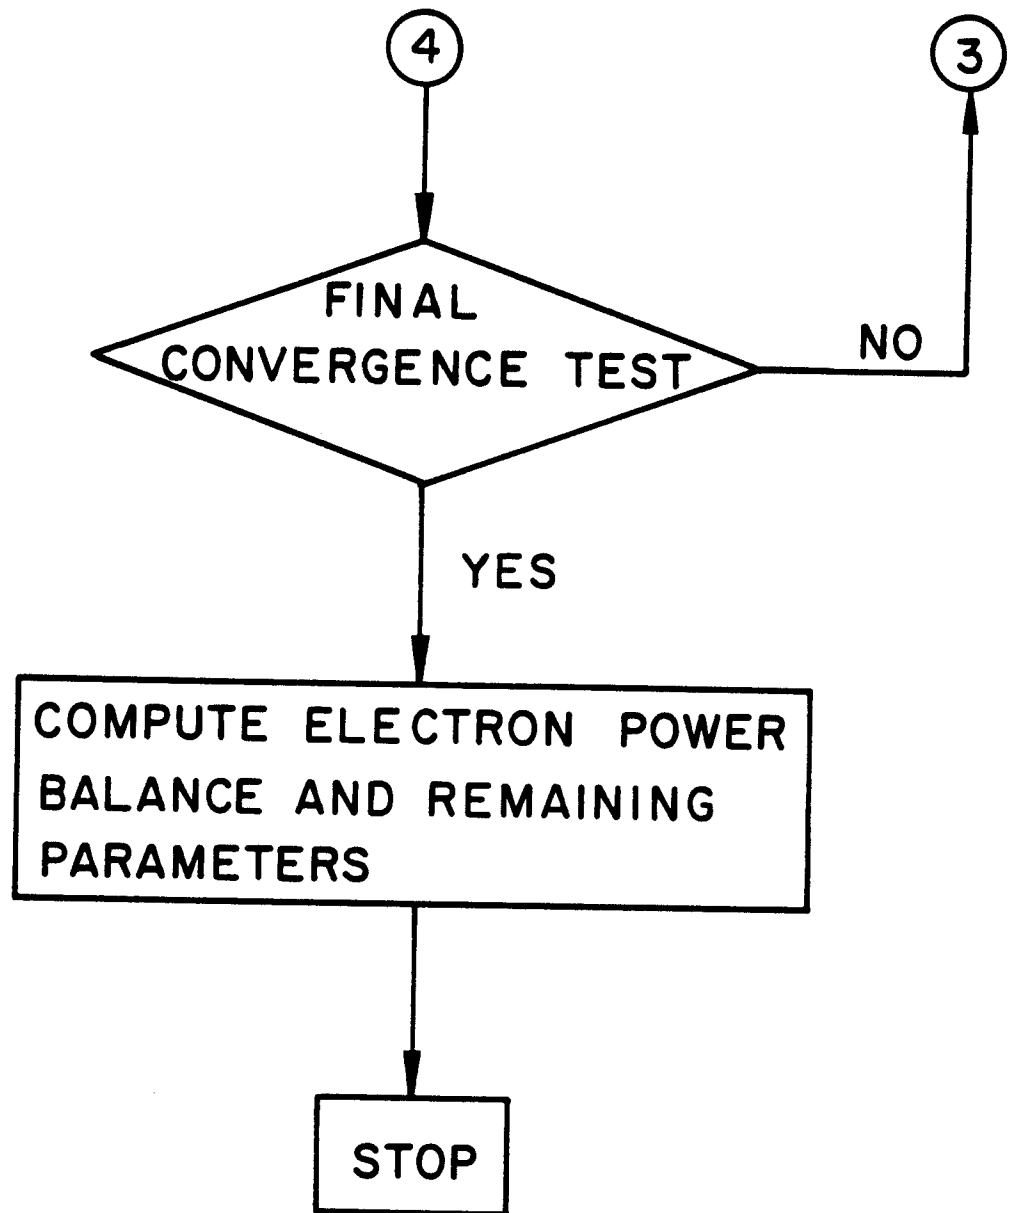 4
3
FINAL
CONVERGENCE TEST
NO
YES
COMPUTE ELECTRON POWER
BALANCE AND REMAINING
PARAMETERS
STOP